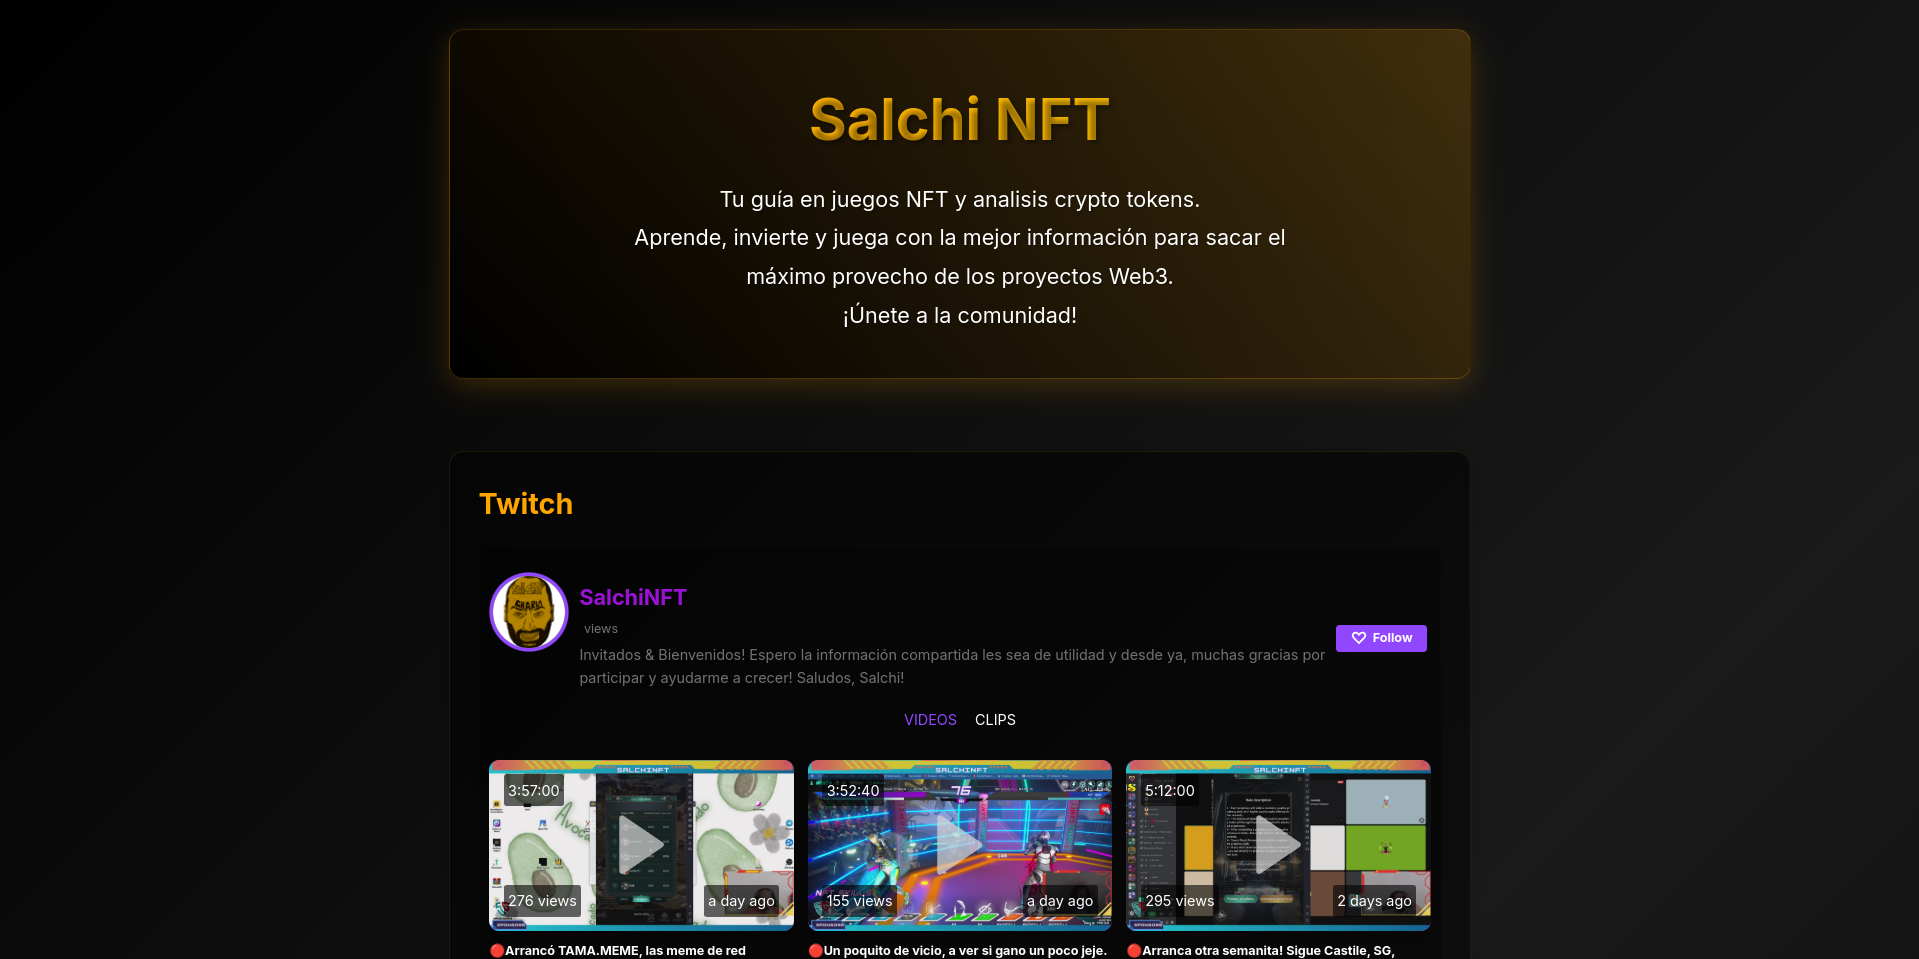 Salchi NFT
Tu guía en juegos NFT y analisis crypto tokens.
Aprende, invierte y juega con la mejor información para sacar el
máximo provecho de los proyectos Web3.
¡Únete a la comunidad!
Twitch
SalchiNFT
views
Follow
Invitados & Bienvenidos! Espero la información compartida les sea de utilidad y desde ya, muchas gracias por
participar y ayudarme a crecer! Saludos, Salchi!
VIDEOS CLIPS
SALCHINFT
3:57:00
Avoca
276 views
a day ago
SALCHINFT
3:52:40
76
155 views
a day ago
SALCHINFT
5:12:00
295 views
2 days ago
🔴Arrancó TAMA.MEME, las meme de red
🔴Un poquito de vicio, a ver si gano un poco jeje.
🔴Arranca otra semanita! Sigue Castile, SG,